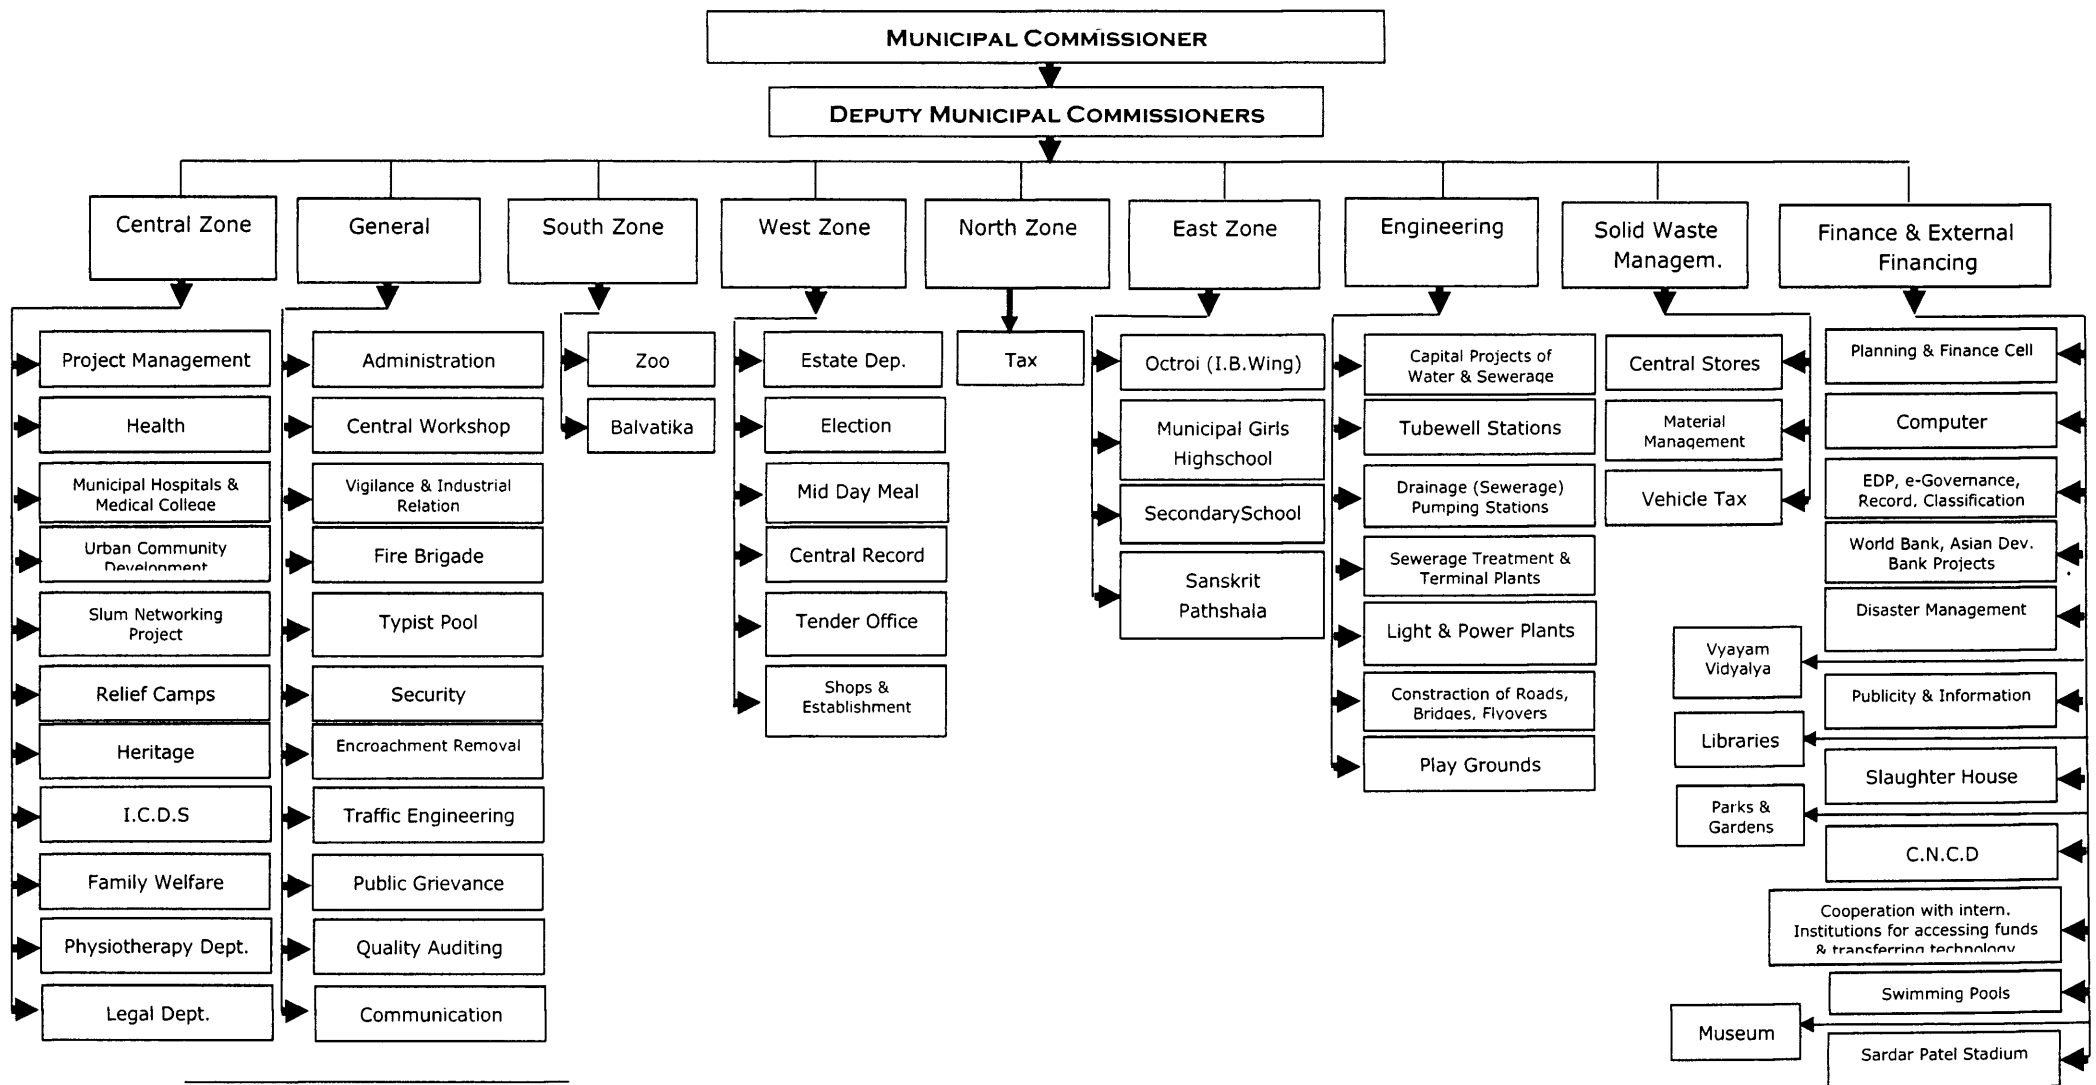 MUNICIPAL COMMISSIONER
DEPUTY MUNICIPAL COMMISSIONERS
Central Zone
General
South Zone
West Zone
North Zone
East Zone
Engineering
Solid Waste
Managem.
Finance & External
Financing
Project Management
Health
Municipal Hospitals &
Medical College
Urban Community
Development
Slum Networking
Project
Relief Camps
Heritage
I.C.D.S
Family Welfare
Physiotherapy Dept.
Legal Dept.
Administration
Central Workshop
Vigilance & Industrial
Relation
Fire Brigade
Typist Pool
Security
Encroachment Removal
Traffic Engineering
Public Grievance
Quality Auditing
Communication
Zoo
Balvatika
Estate Dep.
Election
Mid Day Meal
Central Record
Tender Office
Shops &
Establishment
Tax
Octroi (I.B.Wing)
Municipal Girls
Highschool
SecondarySchool
Sanskrit
Pathshala
Capital Projects of
Water & Sewerage
Tubewell Stations
Drainage (Sewerage)
Pumping Stations
Sewerage Treatment &
Terminal Plants
Light & Power Plants
Constraction of Roads,
Bridges, Flyovers
Play Grounds
Central Stores
Material
Management
Vehicle Tax
Planning & Finance Cell
Computer
EDP, e-Governance,
Record, Classification
World Bank, Asian Dev.
Bank Projects
Disaster Management
Vyayam
Vidyalya
Publicity & Information
Libraries
Slaughter House
Parks &
Gardens
C.N.C.D
Cooperation with intern.
Institutions for accessing funds
& transferring technology
Swimming Pools
Museum
Sardar Patel Stadium